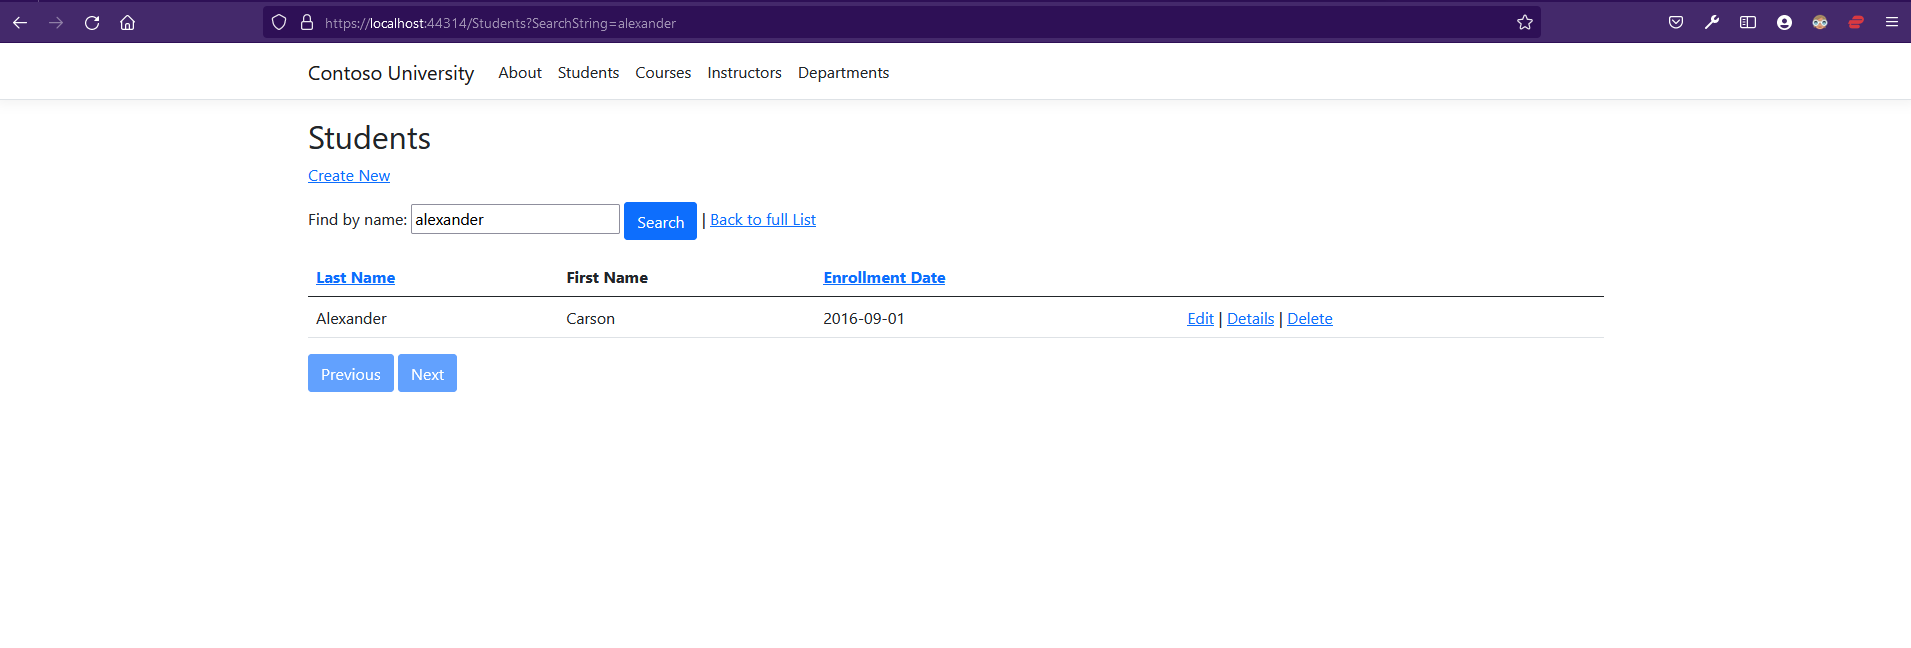 https://localhost:44314/Students?SearchString=alexander
Contoso University About Students Courses Instructors Departments
Students
Create New
Find by name: alexander Search | Back to full List
Last Name First Name Enrollment Date
Alexander Carson 2016-09-01 Edit | Details | Delete
Previous Next